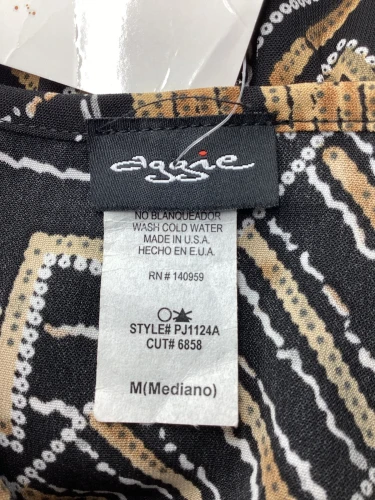 aggie
NO BLANQUEADOR
WASH COLD WATER
MADE IN U.S.A.
HECHO EN E.U.A.
RN # 140959
STYLE# PJ1124A
CUT# 6858
M(Mediano)